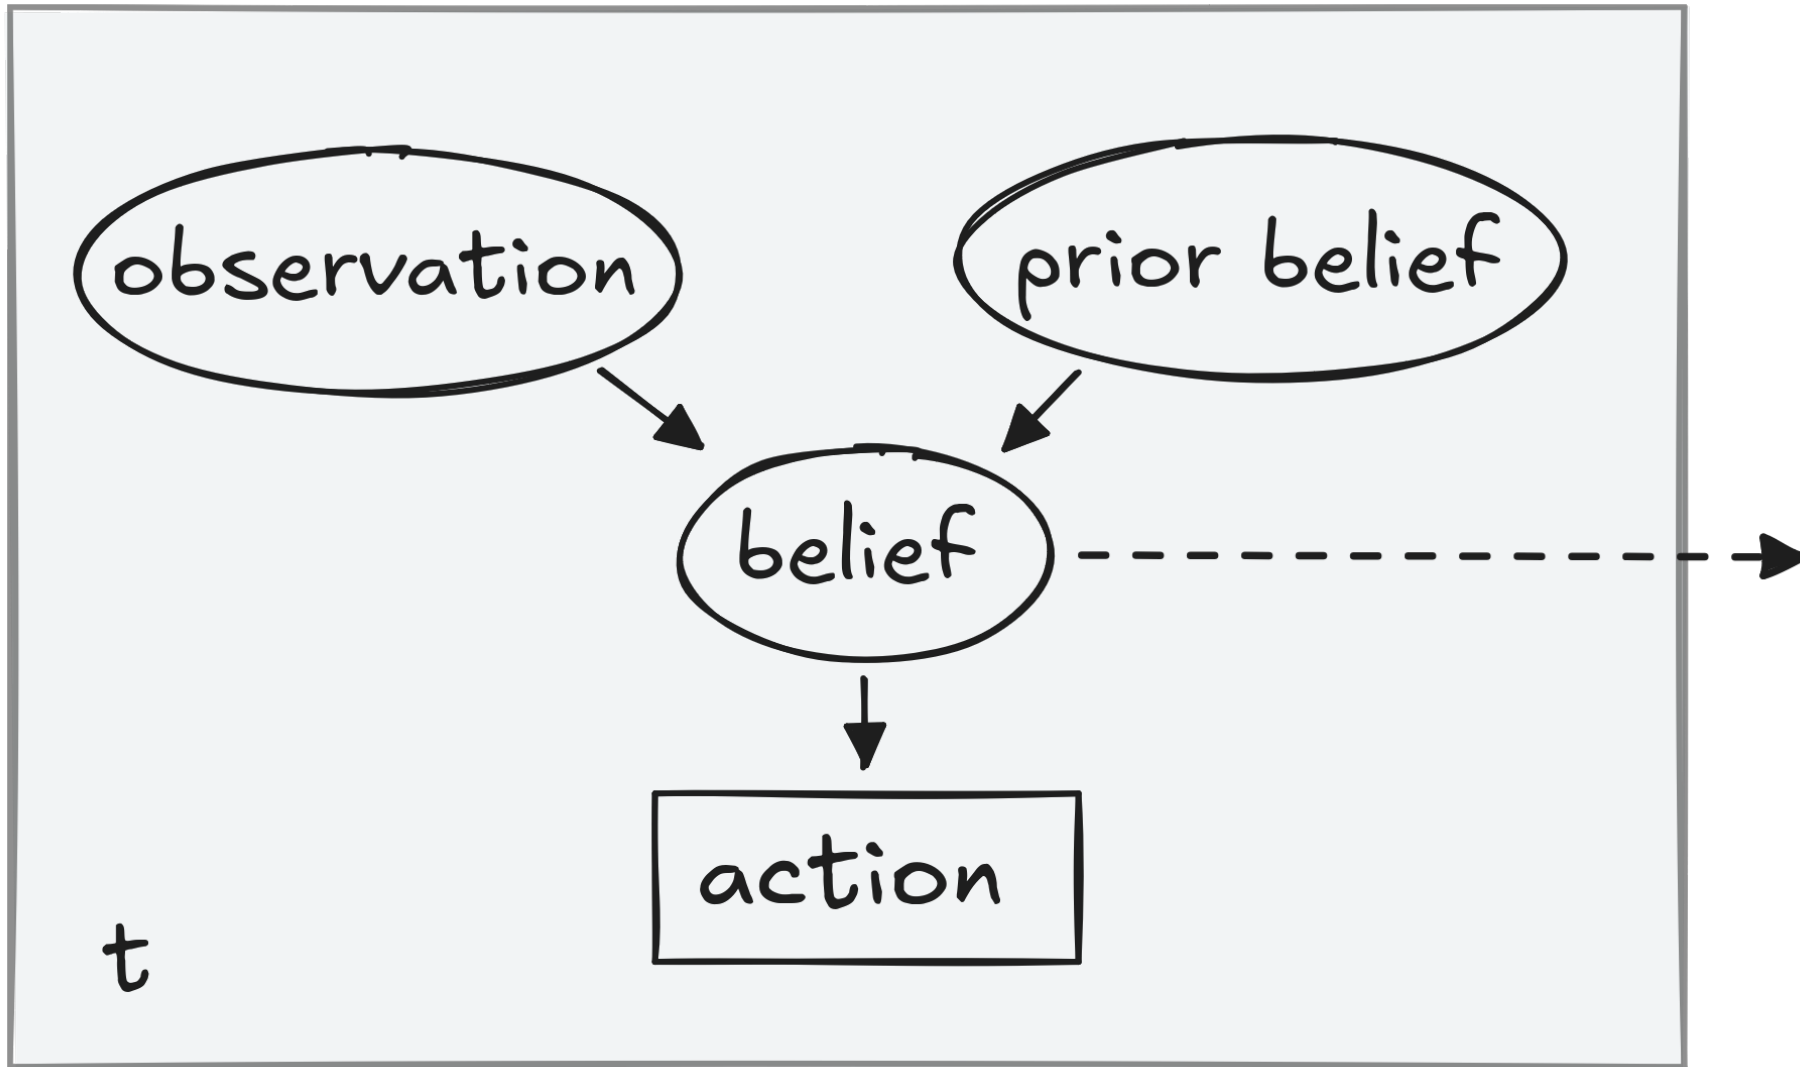 observation
prior belief
belief
action
t